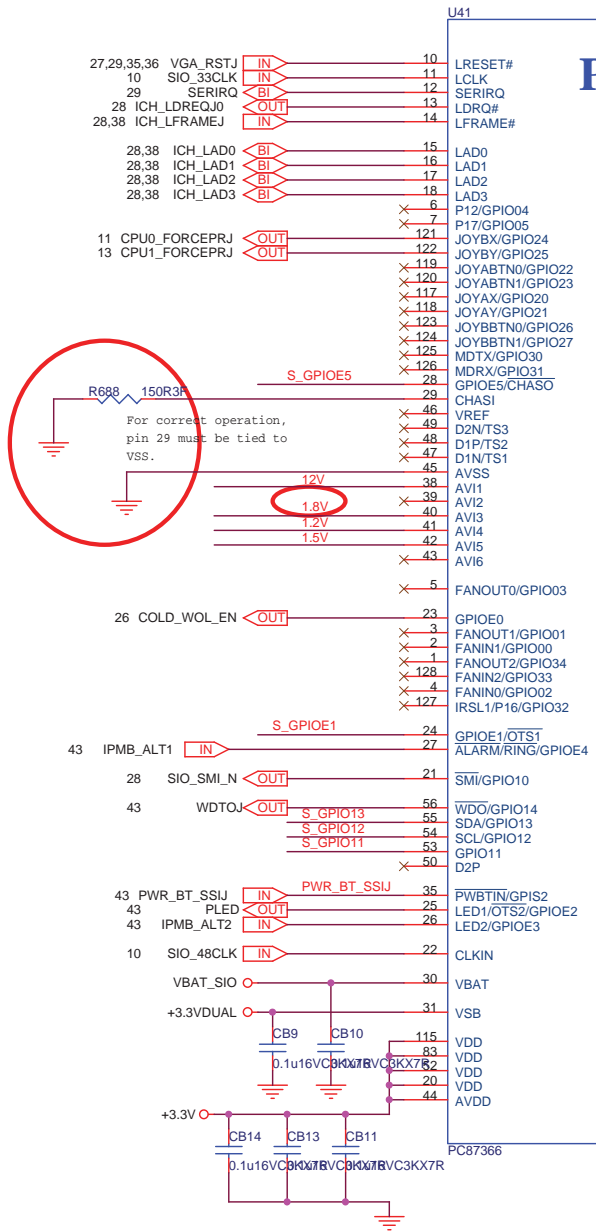 U41
P
27,29,35,36 VGA_RSTJ IN 10 LRESET#
10 SIO_33CLK IN 11 LCLK
29 SERIRQ BI 12 SERIRQ
28 ICH_LDREQJ0 OUT 13 LDRQ#
28,38 ICH_LFRAMEJ IN 14 LFRAME#
28,38 ICH_LAD0 BI 15 LAD0
28,38 ICH_LAD1 BI 16 LAD1
28,38 ICH_LAD2 BI 17 LAD2
28,38 ICH_LAD3 BI 18 LAD3
6 P12/GPIO04
7 P17/GPIO05
11 CPU0_FORCEPRJ OUT 121 JOYBX/GPIO24
13 CPU1_FORCEPRJ OUT 122 JOYBY/GPIO25
119 JOYABTN0/GPIO22
120 JOYABTN1/GPIO23
117 JOYAX/GPIO20
118 JOYAY/GPIO21
123 JOYBBTN0/GPIO26
124 JOYBBTN1/GPIO27
125 MDTX/GPIO30
126 MDRX/GPIO31
S_GPIOE5 28 GPIOE5/CHASO
R688 150R3F 29 CHASI
For correct operation,
pin 29 must be tied to
VSS.
46 VREF
49 D2N/TS3
48 D1P/TS2
47 D1N/TS1
45 AVSS
12V 38 AVI1
39 AVI2
1.8V 40 AVI3
1.2V 41 AVI4
1.5V 42 AVI5
43 AVI6
5 FANOUT0/GPIO03
26 COLD_WOL_EN OUT 23 GPIOE0
3 FANOUT1/GPIO01
2 FANIN1/GPIO00
1 FANOUT2/GPIO34
128 FANIN2/GPIO33
4 FANIN0/GPIO02
127 IRSL1/P16/GPIO32
S_GPIOE1 24 GPIOE1/OTS1
43 IPMB_ALT1 IN 27 ALARM/RING/GPIOE4
28 SIO_SMI_N OUT 21 SMI/GPIO10
43 WDTOJ OUT 56 WDO/GPIO14
S_GPIO13 55 SDA/GPIO13
S_GPIO12 54 SCL/GPIO12
S_GPIO11 53 GPIO11
50 D2P
43 PWR_BT_SSIJ IN PWR_BT_SSIJ 35 PWBTIN/GPIS2
43 PLED OUT 25 LED1/OTS2/GPIOE2
43 IPMB_ALT2 IN 26 LED2/GPIOE3
10 SIO_48CLK IN 22 CLKIN
VBAT_SIO 30 VBAT
+3.3VDUAL 31 VSB
CB9 CB10
0.1u16VC3KX7R 0.1u16VC3KX7R
115 VDD
83 VDD
52 VDD
20 VDD
44 AVDD
+3.3V
CB14 CB13 CB11
0.1u16VC3KX7R 0.1u16VC3KX7R 0.1u16VC3KX7R
PC87366